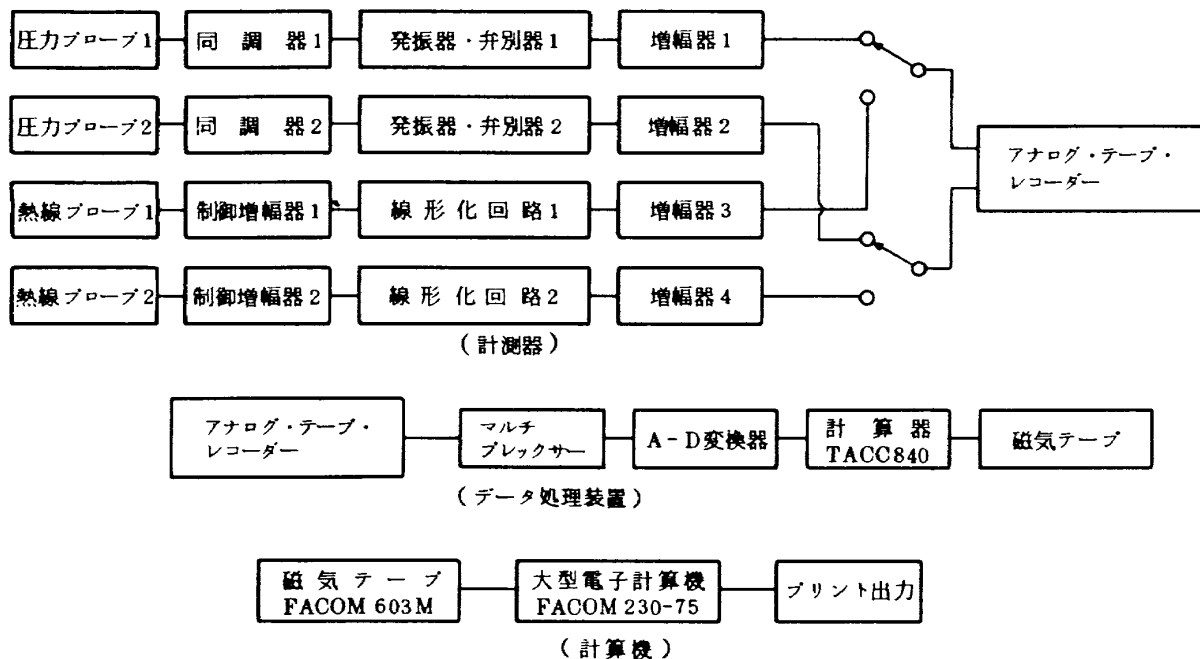 圧力プローブ1
同調器1
発振器・弁別器1
増幅器1
圧力プローブ2
同調器2
発振器・弁別器2
増幅器2
アナログ・テープ・
レコーダー
熱線プローブ1
制御増幅器1
線形化回路1
増幅器3
熱線プローブ2
制御増幅器2
線形化回路2
増幅器4
(計測器)
アナログ・テープ・
レコーダー
マルチ
プレックサー
A-D変換器
計算器
TACC840
磁気テープ
(データ処理装置)
磁気テープ
FACOM 603M
大型電子計算機
FACOM 230-75
プリント出力
(計算機)